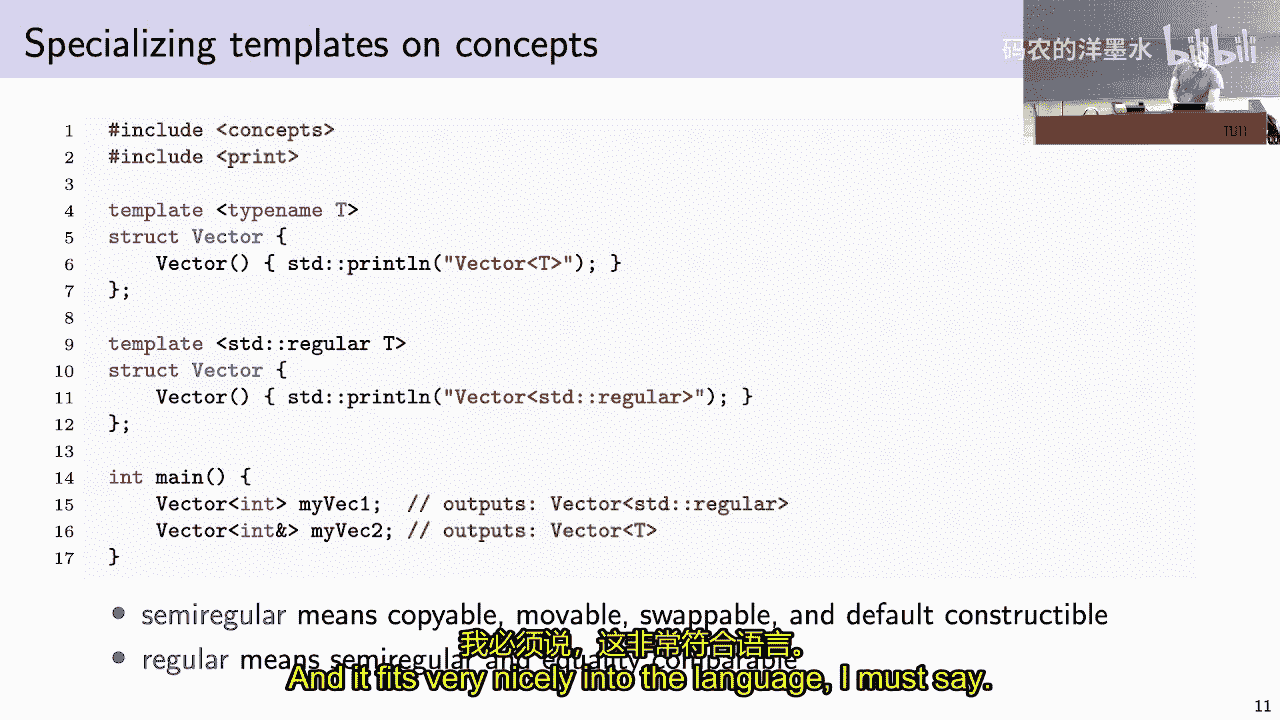 Specializing templates on concepts
码农的洋墨水 bilibili
TUM
1 #include <concepts>
2 #include <print>
3
4 template <typename T>
5 struct Vector {
6 Vector() { std::println("Vector<T>"); }
7 };
8
9 template <std::regular T>
10 struct Vector {
11 Vector() { std::println("Vector<std::regular>"); }
12 };
13
14 int main() {
15 Vector<int> myVec1; // outputs: Vector<std::regular>
16 Vector<int&> myVec2; // outputs: Vector<T>
17 }
• semiregular means copyable, movable, swappable, and default constructible
• regular means semiregular and equality comparable
我必须说，这非常符合语言。
And it fits very nicely into the language, I must say.
11